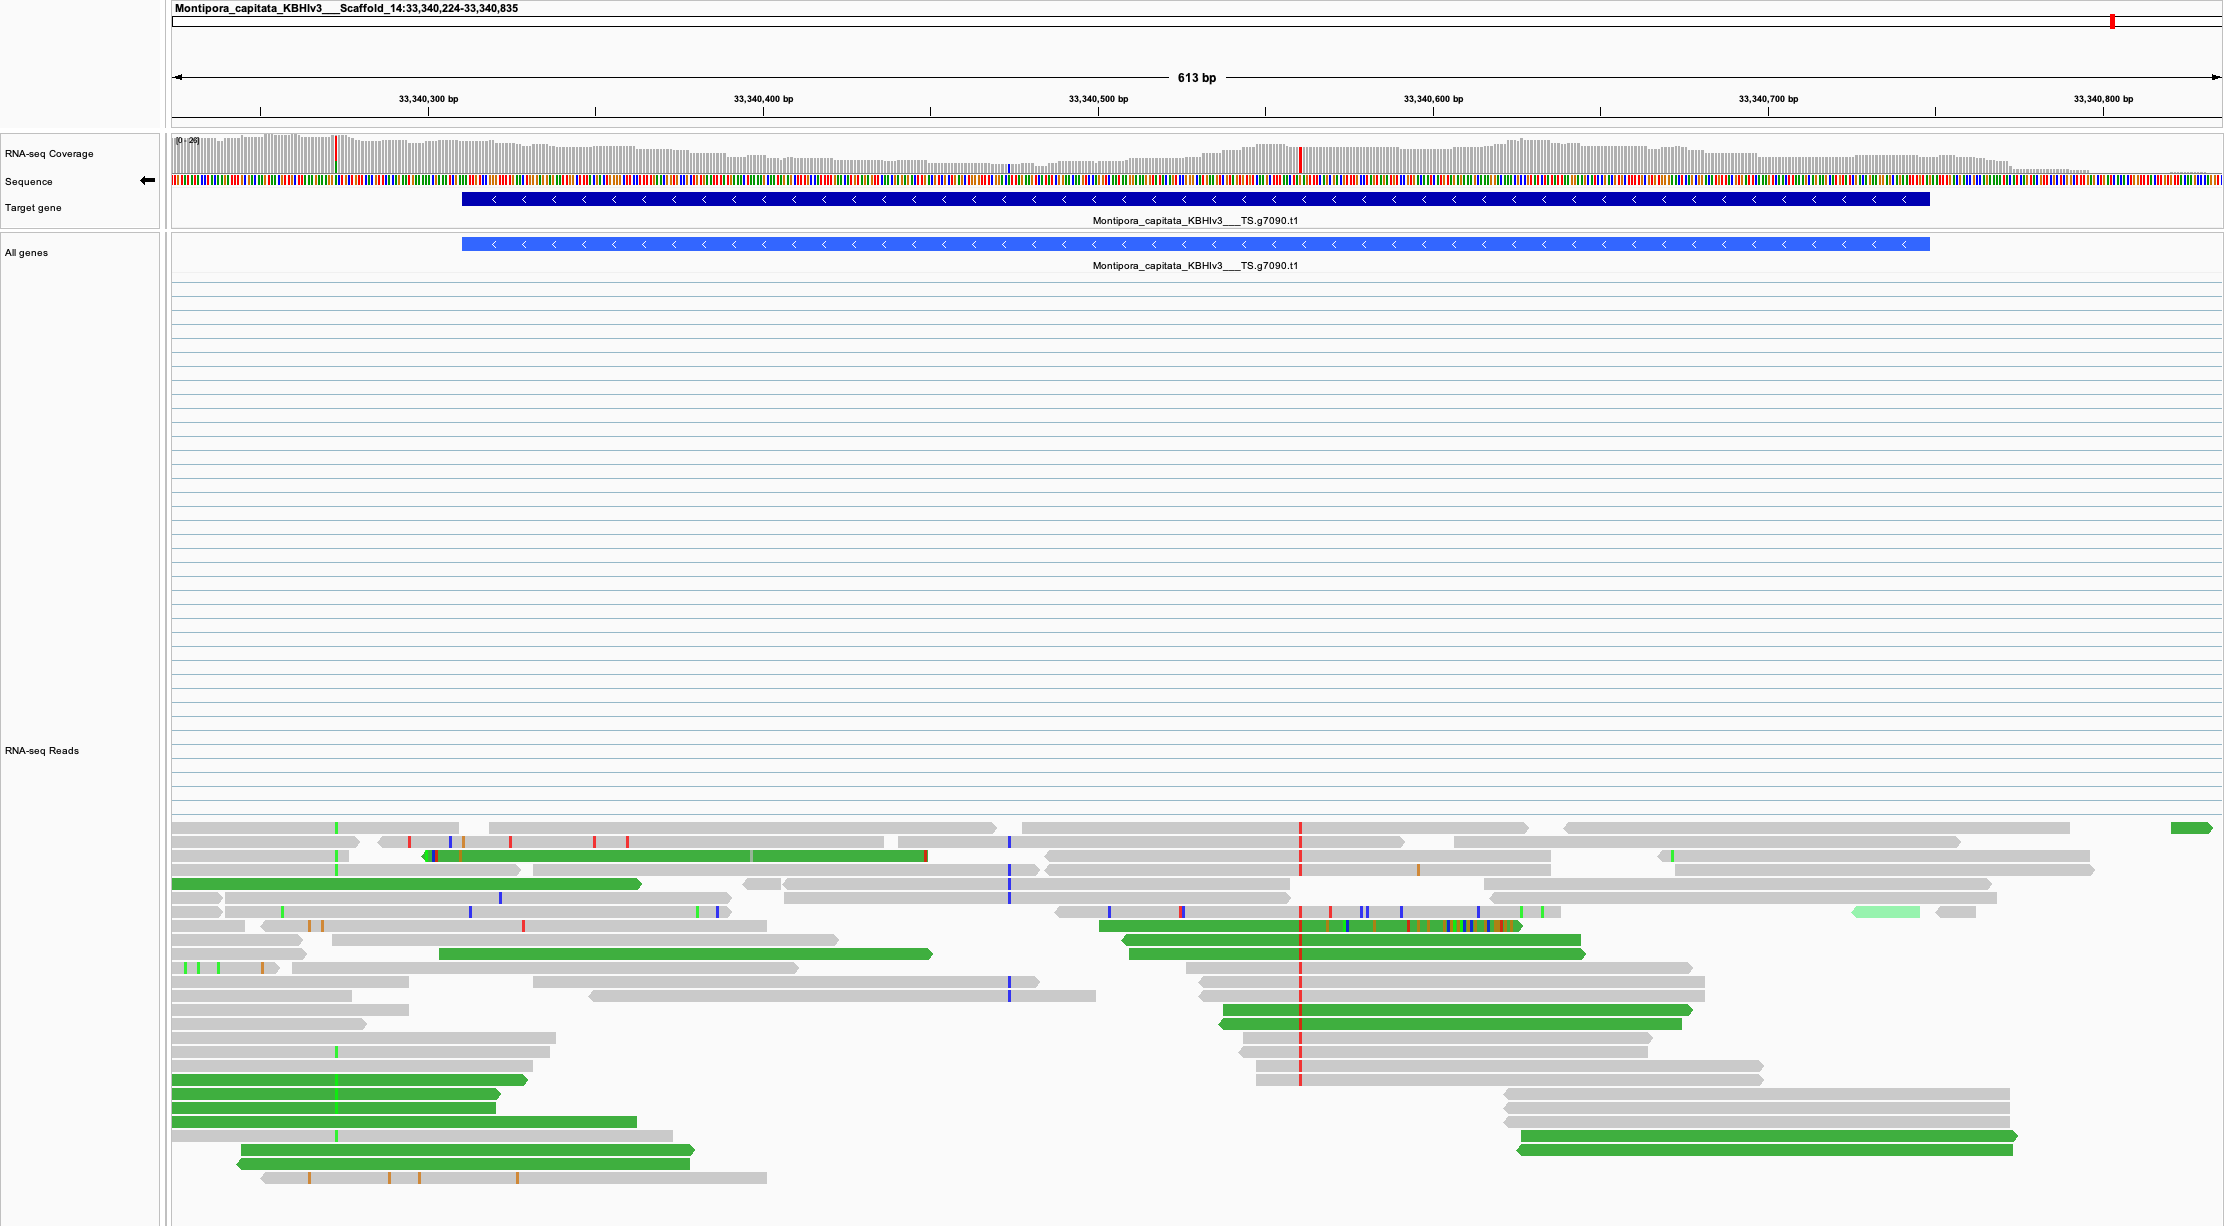 Montipora_capitata_KBHIv3___Scaffold_14:33,340,224-33,340,835
613 bp
33,340,300 bp 33,340,400 bp 33,340,500 bp 33,340,600 bp 33,340,700 bp 33,340,800 bp
[0 - 26]
RNA-seq Coverage
Sequence
Target gene
Montipora_capitata_KBHIv3___TS.g7090.t1
All genes
Montipora_capitata_KBHIv3___TS.g7090.t1
RNA-seq Reads